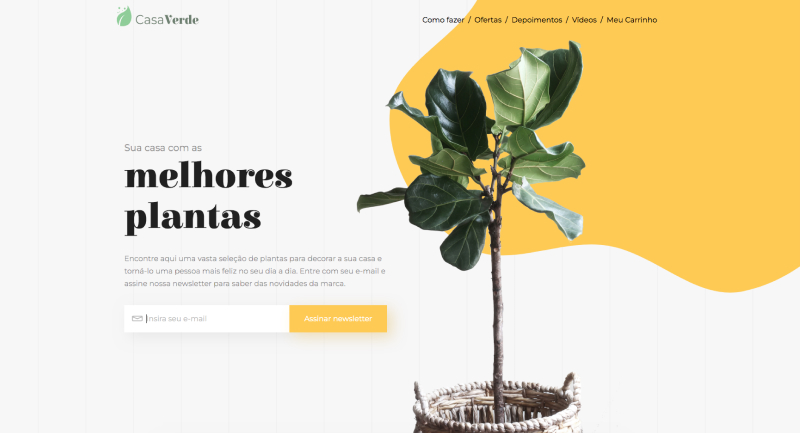 CasaVerde
Como fazer / Ofertas / Depoimentos / Vídeos / Meu Carrinho
Sua casa com as
melhores
plantas
Encontre aqui uma vasta seleção de plantas para decorar a sua casa e
torná-lo uma pessoa mais feliz no seu dia a dia. Entre com seu e-mail e
assine nossa newsletter para saber das novidades da marca.
Insira seu e-mail
Assinar newsletter